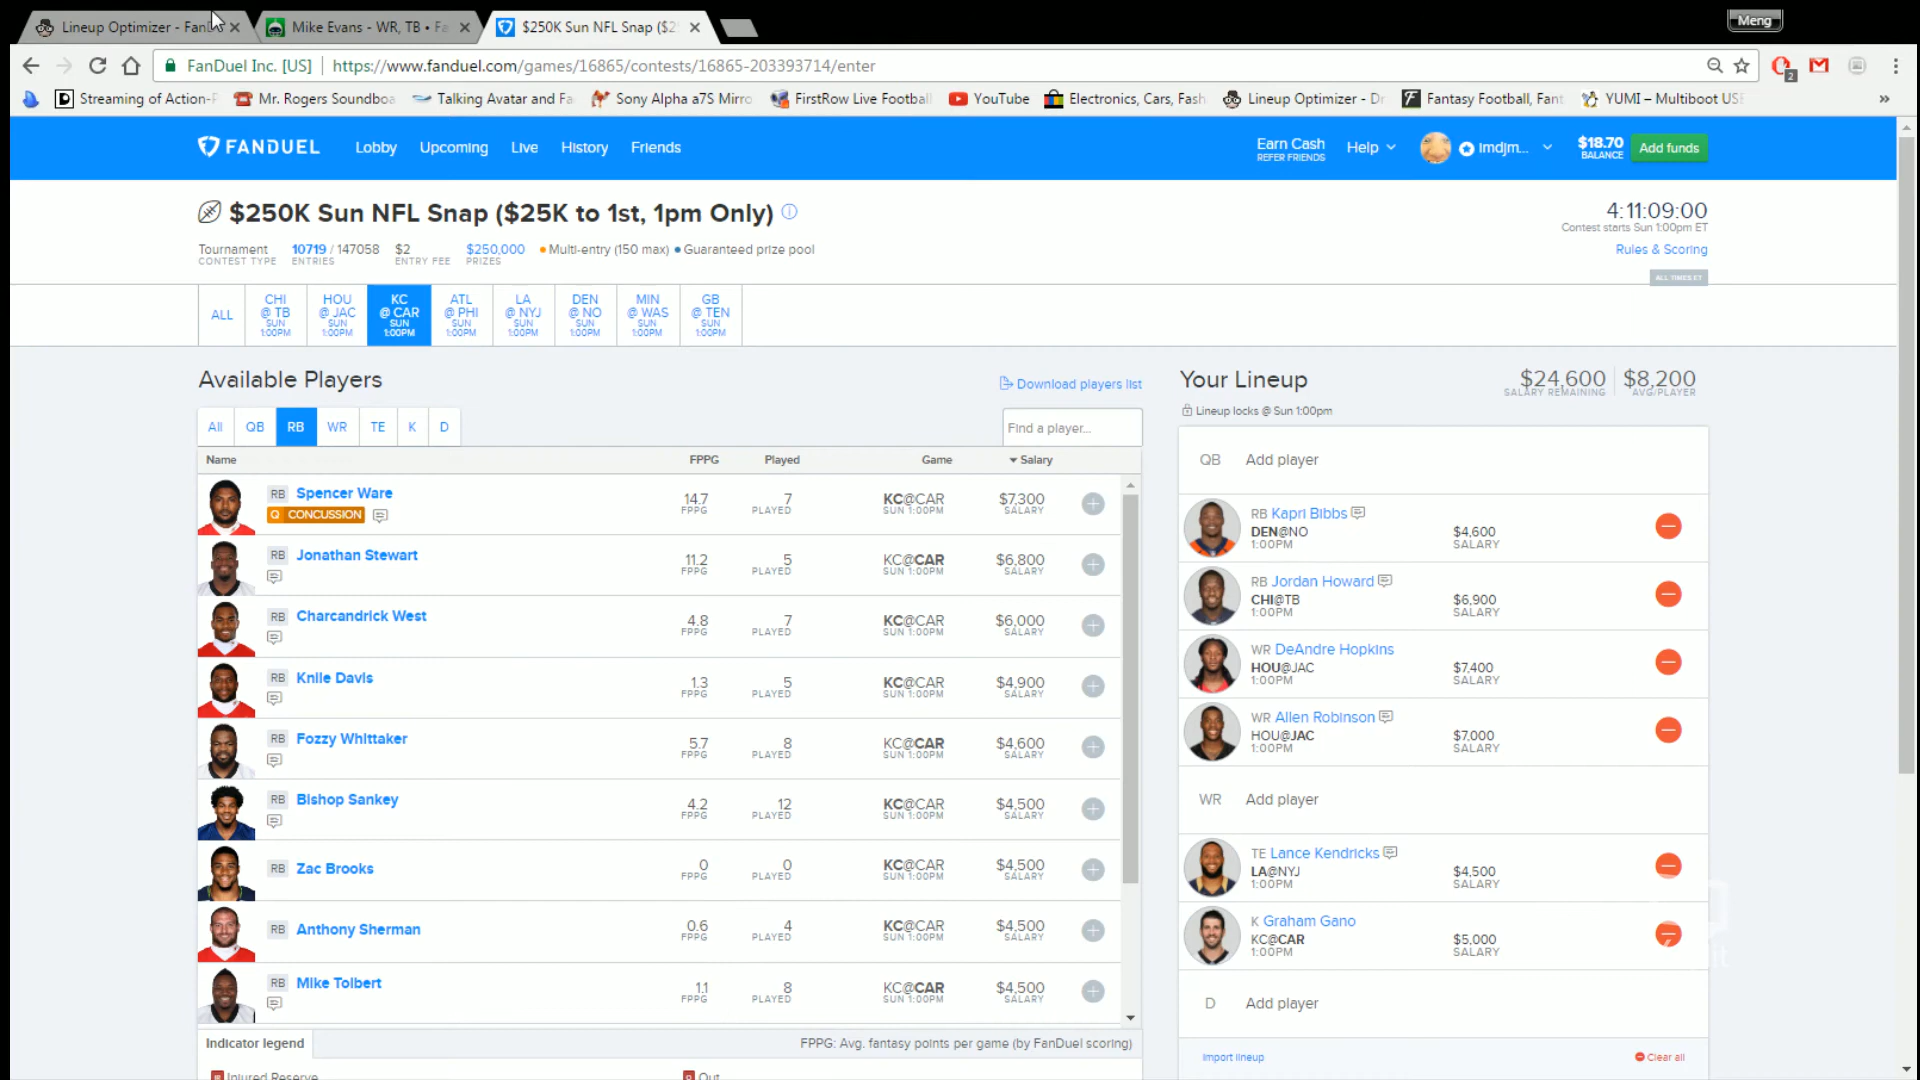 Lineup Optimizer - FanDu
Mike Evans - WR, TB • Fa
$250K Sun NFL Snap ($2
Meng
FanDuel Inc. [US]
https://www.fanduel.com/games/16865/contests/16865-203393714/enter
Streaming of Action-P
Mr. Rogers Soundboa
Talking Avatar and Fa
Sony Alpha a7S Mirro
FirstRow Live Football
YouTube
Electronics, Cars, Fash
Lineup Optimizer - Dr
Fantasy Football, Fant
YUMI – Multiboot US
»
FANDUEL
Lobby
Upcoming
Live
History
Friends
Earn Cash
REFER FRIENDS
Help
Imdjm...
$18.70
BALANCE
Add funds
$250K Sun NFL Snap ($25K to 1st, 1pm Only)
4:11:09:00
Contest starts Sun 1:00pm ET
Rules & Scoring
ALL TIMES ET
Tournament
CONTEST TYPE
10719 / 147058
ENTRIES
$2
ENTRY FEE
$250,000
PRIZES
Multi-entry (150 max)
Guaranteed prize pool
ALL
CHI
@ TB
SUN
1:00PM
HOU
@ JAC
SUN
1:00PM
KC
@ CAR
SUN
1:00PM
ATL
@ PHI
SUN
1:00PM
LA
@ NYJ
SUN
1:00PM
DEN
@ NO
SUN
1:00PM
MIN
@ WAS
SUN
1:00PM
GB
@ TEN
SUN
1:00PM
Available Players
Download players list
All
QB
RB
WR
TE
K
D
Find a player...
Name
FPPG
Played
Game
Salary
RB Spencer Ware
Q CONCUSSION
14.7
FPPG
7
PLAYED
KC@CAR
SUN 1:00PM
$7,300
SALARY
RB Jonathan Stewart
11.2
FPPG
5
PLAYED
KC@CAR
SUN 1:00PM
$6,800
SALARY
RB Charcandrick West
4.8
FPPG
7
PLAYED
KC@CAR
SUN 1:00PM
$6,000
SALARY
RB Knile Davis
1.3
FPPG
5
PLAYED
KC@CAR
SUN 1:00PM
$4,900
SALARY
RB Fozzy Whittaker
5.7
FPPG
8
PLAYED
KC@CAR
SUN 1:00PM
$4,600
SALARY
RB Bishop Sankey
4.2
FPPG
12
PLAYED
KC@CAR
SUN 1:00PM
$4,500
SALARY
RB Zac Brooks
0
FPPG
0
PLAYED
KC@CAR
SUN 1:00PM
$4,500
SALARY
RB Anthony Sherman
0.6
FPPG
4
PLAYED
KC@CAR
SUN 1:00PM
$4,500
SALARY
RB Mike Tolbert
1.1
FPPG
8
PLAYED
KC@CAR
SUN 1:00PM
$4,500
SALARY
Indicator legend
FPPG: Avg. fantasy points per game (by FanDuel scoring)
Injured Reserve
O Out
Your Lineup
$24,600
SALARY REMAINING
$8,200
AVG/PLAYER
Lineup locks @ Sun 1:00pm
QB Add player
RB Kapri Bibbs
DEN@NO
1:00PM
$4,600
SALARY
RB Jordan Howard
CHI@TB
1:00PM
$6,900
SALARY
WR DeAndre Hopkins
HOU@JAC
1:00PM
$7,400
SALARY
WR Allen Robinson
HOU@JAC
1:00PM
$7,000
SALARY
WR Add player
TE Lance Kendricks
LA@NYJ
1:00PM
$4,500
SALARY
K Graham Gano
KC@CAR
1:00PM
$5,000
SALARY
D Add player
Import lineup
Clear all